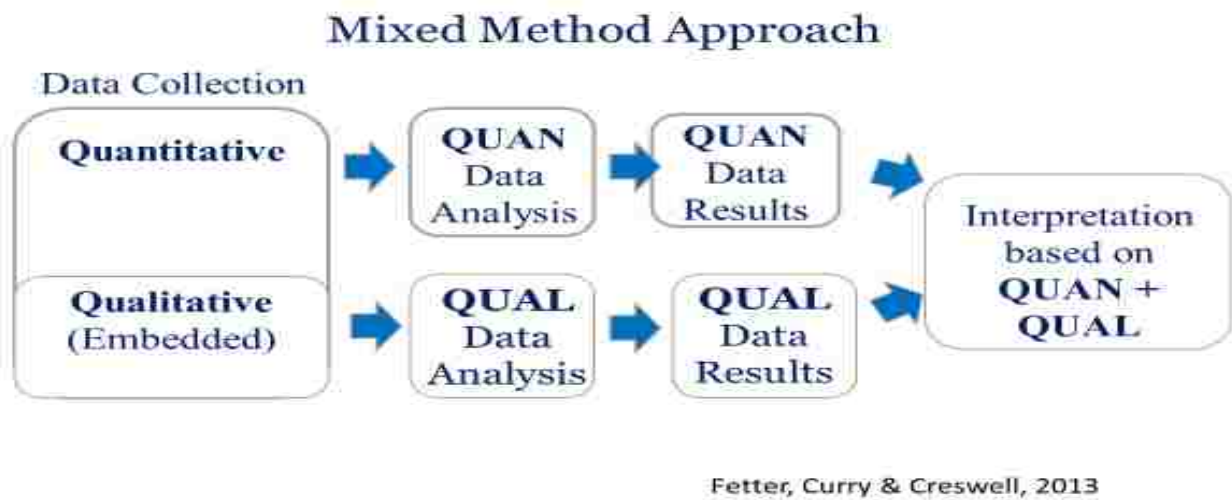 Mixed Method Approach
Data Collection
Quantitative
QUAN
Data
Analysis
QUAN
Data
Results
Qualitative
(Embedded)
QUAL
Data
Analysis
QUAL
Data
Results
Interpretation
based on
QUAN +
QUAL
Fetter, Curry & Creswell, 2013